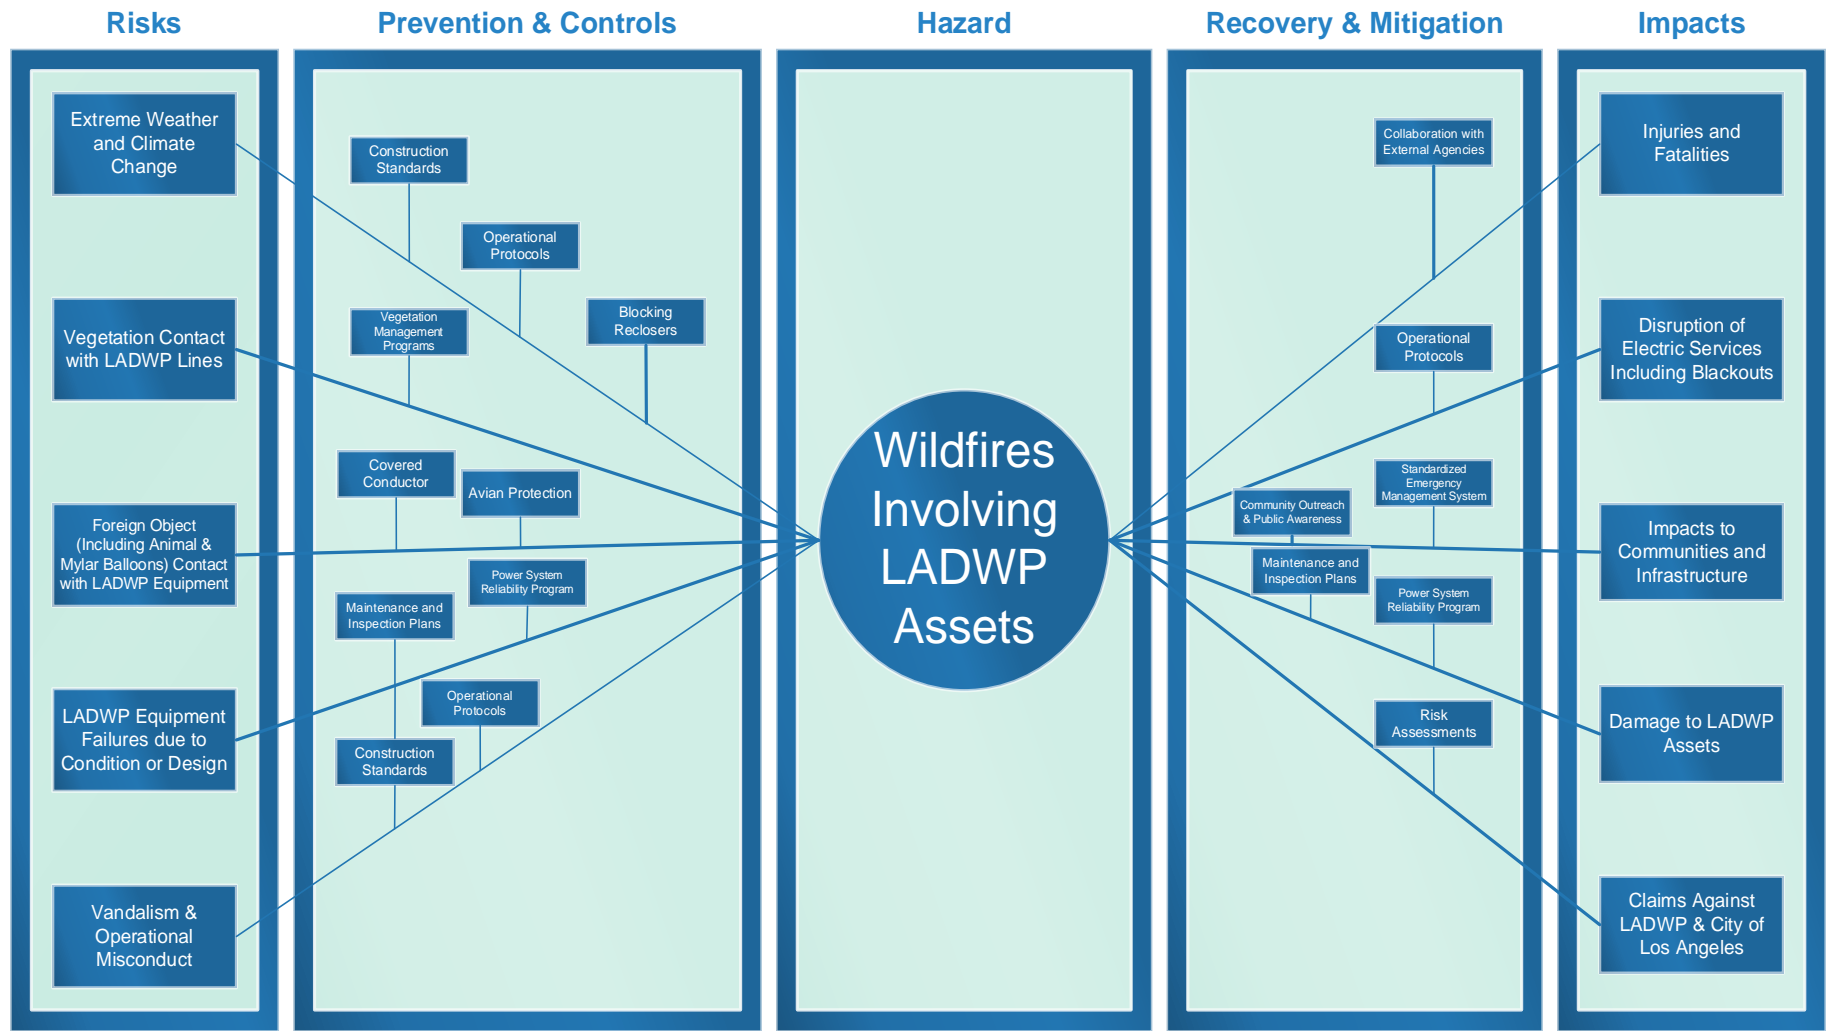 Risks
Prevention & Controls
Hazard
Recovery & Mitigation
Impacts
Extreme Weather
and Climate
Change
Vegetation Contact
with LADWP Lines
Foreign Object
(Including Animal &
Mylar Balloons) Contact
with LADWP Equipment
LADWP Equipment
Failures due to
Condition or Design
Vandalism &
Operational
Misconduct
Construction
Standards
Operational
Protocols
Blocking
Reclosers
Vegetation
Management
Programs
Covered
Conductor
Avian Protection
Power System
Reliability Program
Maintenance and
Inspection Plans
Operational
Protocols
Construction
Standards
Wildfires
Involving
LADWP
Assets
Collaboration with
External Agencies
Operational
Protocols
Standardized
Emergency
Management System
Community Outreach
& Public Awareness
Maintenance and
Inspection Plans
Power System
Reliability Program
Risk
Assessments
Injuries and
Fatalities
Disruption of
Electric Services
Including Blackouts
Impacts to
Communities and
Infrastructure
Damage to LADWP
Assets
Claims Against
LADWP & City of
Los Angeles